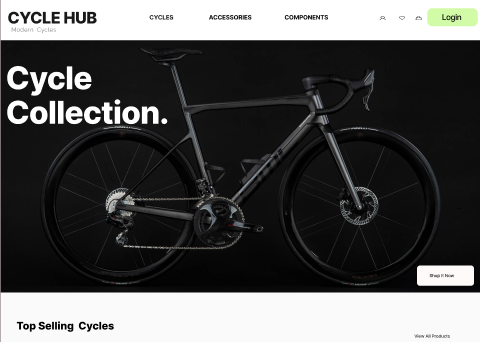 CYCLE HUB
Modern Cycles
CYCLES
ACCESSORIES
COMPONENTS
Login
Cycle
Collection.
Shop It Now
Top Selling Cycles
View All Products